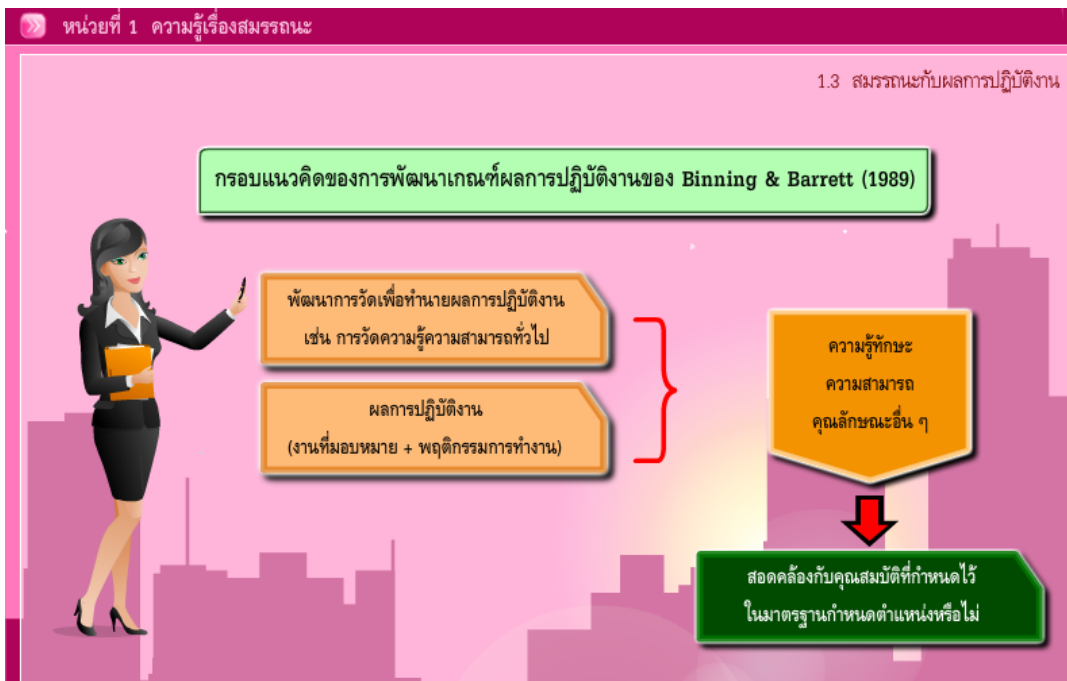 หน่วยที่ 1 ความรู้เรื่องสมรรถนะ
1.3 สมรรถนะกับผลการปฏิบัติงาน
กรอบแนวคิดของการพัฒนาเกณฑ์ผลการปฏิบัติงานของ Binning & Barrett (1989)
พัฒนาการวัดเพื่อทำนายผลการปฏิบัติงาน
เช่น การวัดความรู้ความสามารถทั่วไป
ผลการปฏิบัติงาน
(งานที่มอบหมาย + พฤติกรรมการทำงาน)
ความรู้ทักษะ
ความสามารถ
คุณลักษณะอื่น ๆ
สอดคล้องกับคุณสมบัติที่กำหนดไว้
ในมาตรฐานกำหนดตำแหน่งหรือไม่